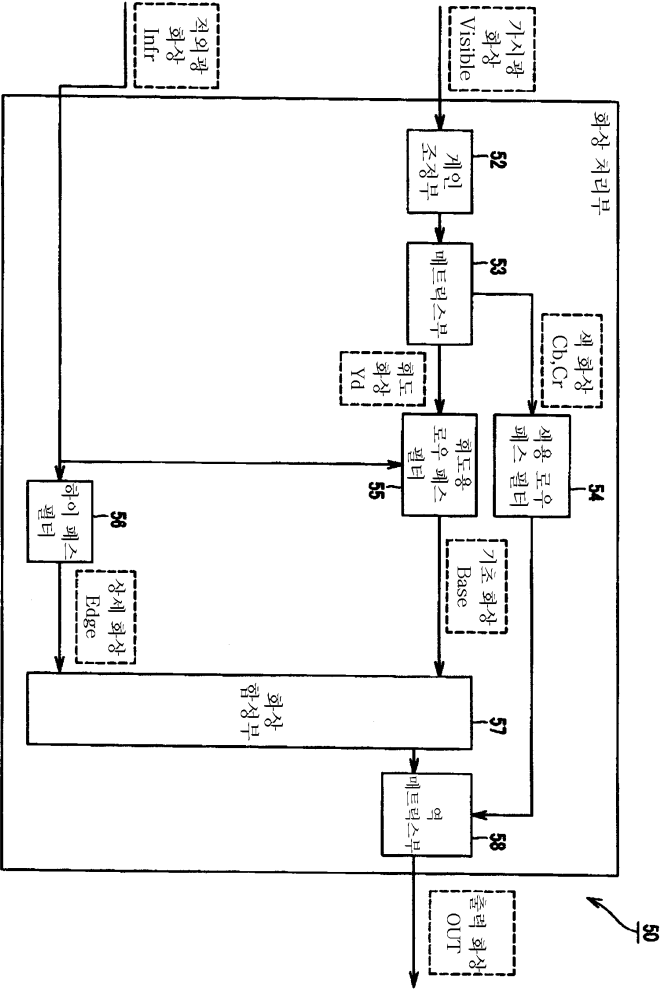 50
화상 처리부
가시광
화상
Visible
52
게인
조정부
53
매트릭스부
색 화상
Cb,Cr
54
색용 로우
패스 필터
휘도
화상
Yd
휘도용
로우 패스
필터
55
기초 화상
Base
적외광
화상
Infr
56
하이 패스
필터
상세 화상
Edge
57
화상
합성부
58
역
매트릭스부
출력 화상
OUT